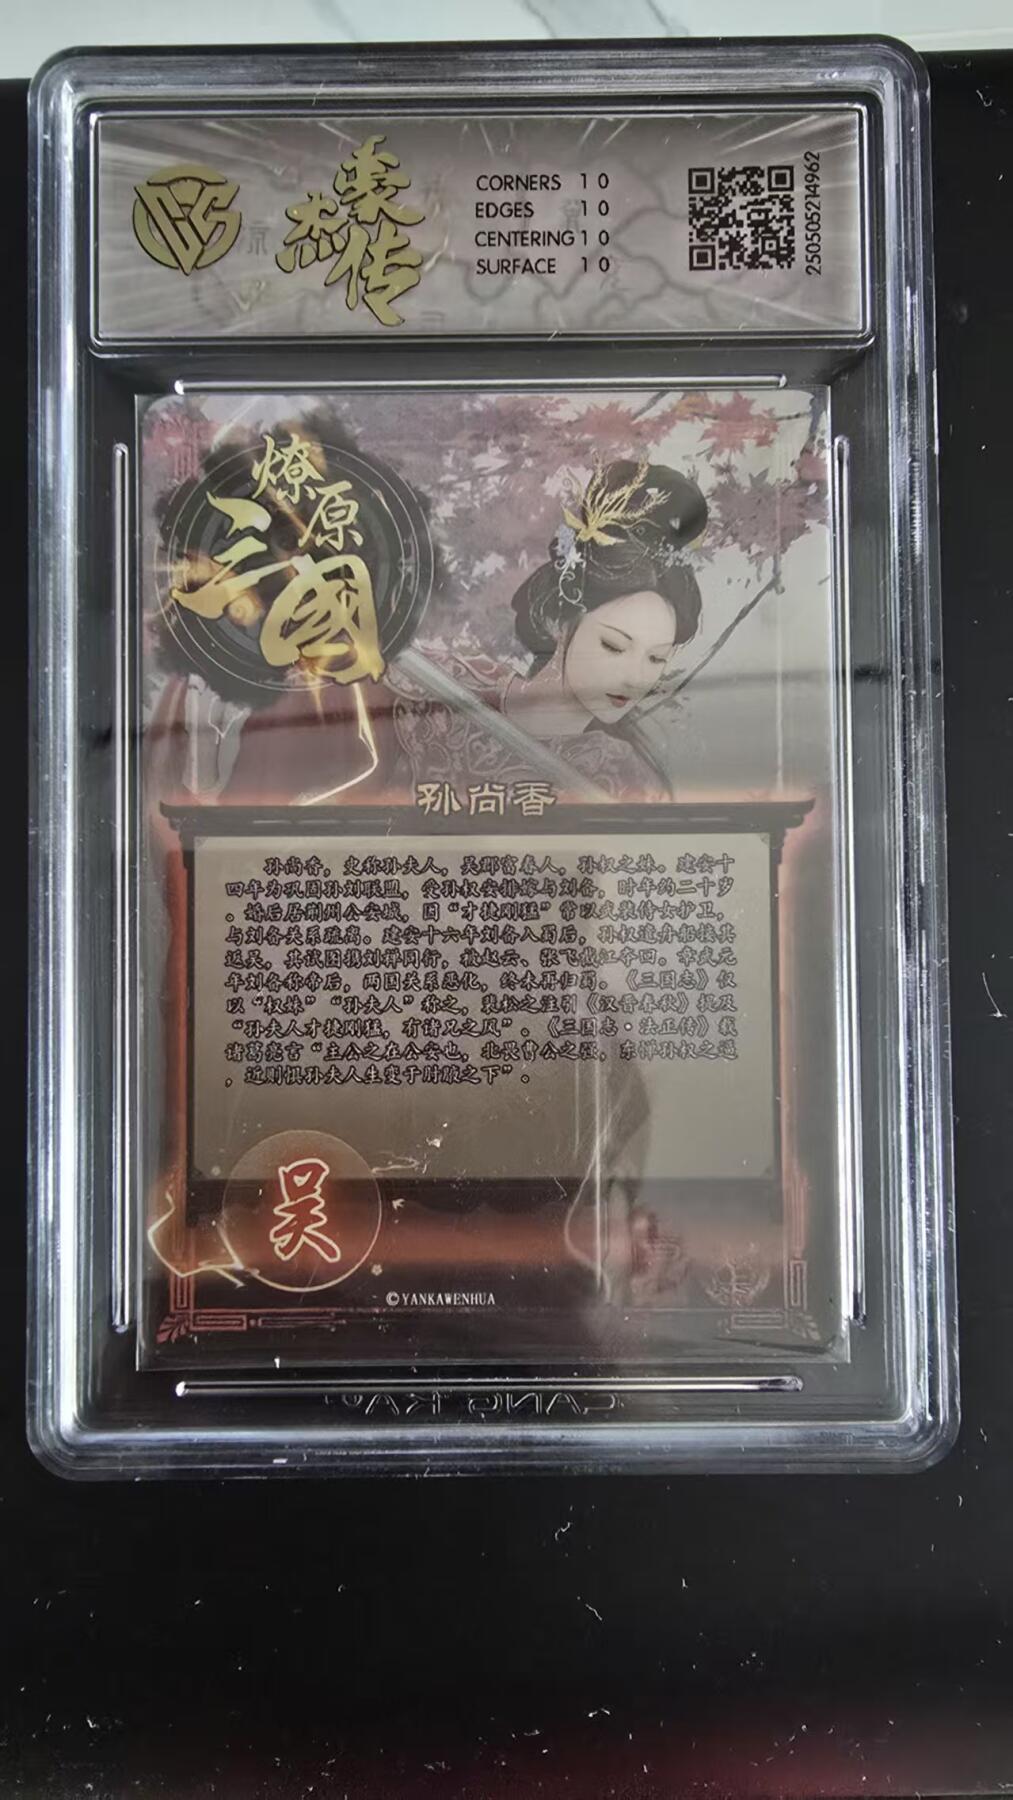 豪杰传
CORNERS 10
EDGES 10
CENTERING 10
SURFACE 10
250505214962
燎原
三国
孙尚香
孙尚香，史称孙夫人，吴郡富春人，孙权之妹。建安十
四年为巩固孙刘联盟，受孙权安排嫁与刘备，时年约二十岁
。婚后居荆州公安城，因“才捷刚猛”常以武装侍女护卫，
与刘备关系疏离。建安十六年刘备入蜀后，孙权遣舟船接其
返吴，其试图携刘禅同行，被赵云、张飞截江夺回。章武元
年刘备称帝后，两国关系恶化，终未再归蜀。《三国志》仅
以“权妹”“孙夫人”称之，裴松之注引《汉晋春秋》提及
“孙夫人才捷刚猛，有诸兄之风”。《三国志·法正传》载
诸葛亮言“主公之在公安也，北畏曹公之强，东惮孙权之逼
，近则惧孙夫人生变于肘腋之下”。
吴
©YANKAWENHUA
CANG KA